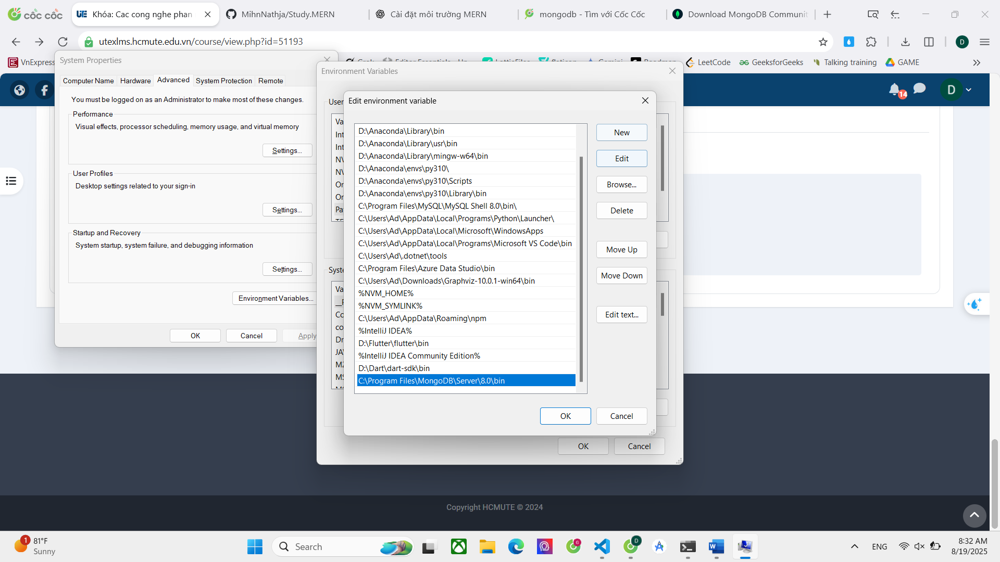 cốc cốc
Khóa: Cac cong nghe phan
MihnNathja/Study.MERN
Cài đặt môi trường MERN
mongodb - Tìm với Cốc Cốc
Download MongoDB Communit
utexlms.hcmute.edu.vn/course/view.php?id=51193
D
VnExpress
LeetCode
GeeksforGeeks
Talking training
GAME
14
D
System Properties
Computer Name
Hardware
Advanced
System Protection
Remote
You must be logged on as an Administrator to make most of these changes.
Performance
Visual effects, processor scheduling, memory usage, and virtual memory
Settings...
User Profiles
Desktop settings related to your sign-in
Settings...
Startup and Recovery
System startup, system failure, and debugging information
Settings...
Environment Variables...
OK
Cancel
Apply
Environment Variables
User
Va
Int
Int
NV
NV
On
On
Pa
Syste
Va
Co
co
Dr
JA
M2
MS
OK
Cancel
Edit environment variable
D:\Anaconda\Library\bin
D:\Anaconda\Library\usr\bin
D:\Anaconda\Library\mingw-w64\bin
D:\Anaconda\envs\py310\
D:\Anaconda\envs\py310\Scripts
D:\Anaconda\envs\py310\Library\bin
C:\Program Files\MySQL\MySQL Shell 8.0\bin\
C:\Users\Ad\AppData\Local\Programs\Python\Launcher\
C:\Users\Ad\AppData\Local\Microsoft\WindowsApps
C:\Users\Ad\AppData\Local\Programs\Microsoft VS Code\bin
C:\Users\Ad\.dotnet\tools
C:\Program Files\Azure Data Studio\bin
C:\Users\Ad\Downloads\Graphviz-10.0.1-win64\bin
%NVM_HOME%
%NVM_SYMLINK%
C:\Users\Ad\AppData\Roaming\npm
%IntelliJ IDEA%
D:\Flutter\flutter\bin
%IntelliJ IDEA Community Edition%
D:\Dart\dart-sdk\bin
C:\Program Files\MongoDB\Server\8.0\bin
New
Edit
Browse...
Delete
Move Up
Move Down
Edit text...
OK
Cancel
Copyright HCMUTE © 2024
1
81°F
Sunny
Search
ENG
8:32 AM
8/19/2025